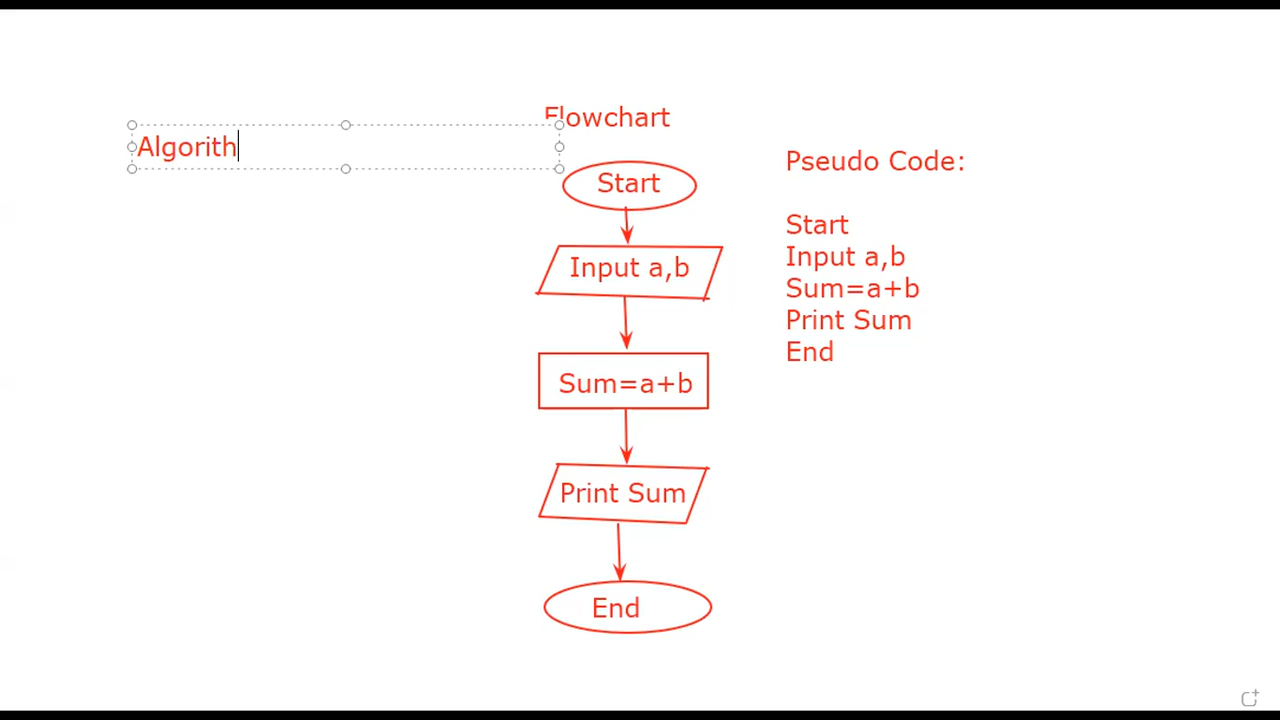 Flowchart
Algorith
Start
Input a,b
Sum=a+b
Print Sum
End
Pseudo Code:
Start
Input a,b
Sum=a+b
Print Sum
End